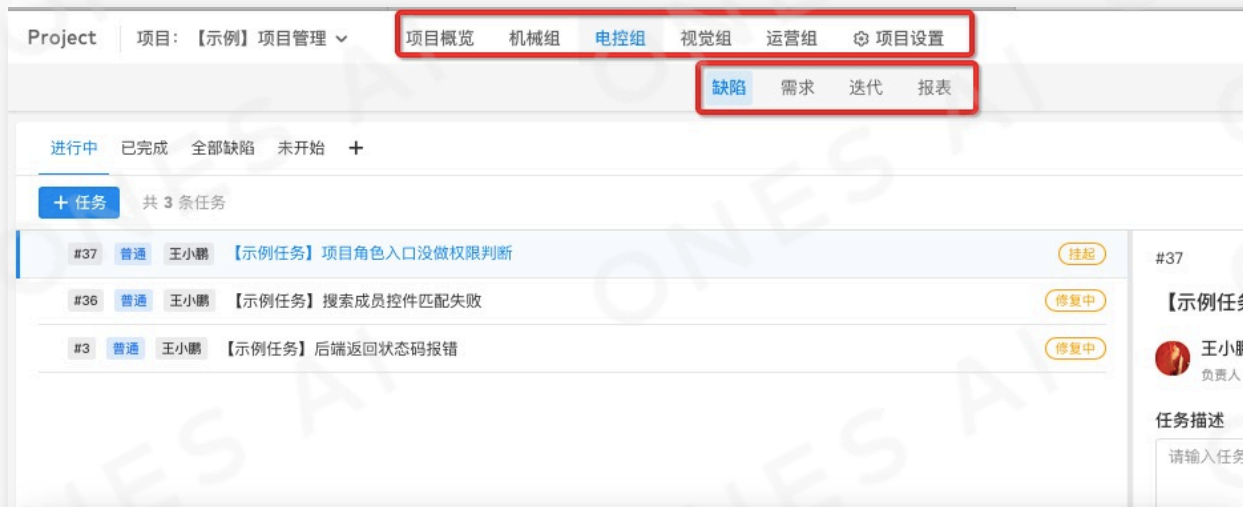 Project 项目：【示例】项目管理 项目概览 机械组 电控组 视觉组 运营组 项目设置
缺陷 需求 迭代 报表
进行中 已完成 全部缺陷 未开始 +
+ 任务 共 3 条任务
#37 普通 王小鹏 【示例任务】项目角色入口没做权限判断 挂起
#36 普通 王小鹏 【示例任务】搜索成员控件匹配失败 修复中
#3 普通 王小鹏 【示例任务】后端返回状态码报错 修复中
#37
【示例任
王小
负责人
任务描述
请输入任务
ONES AI